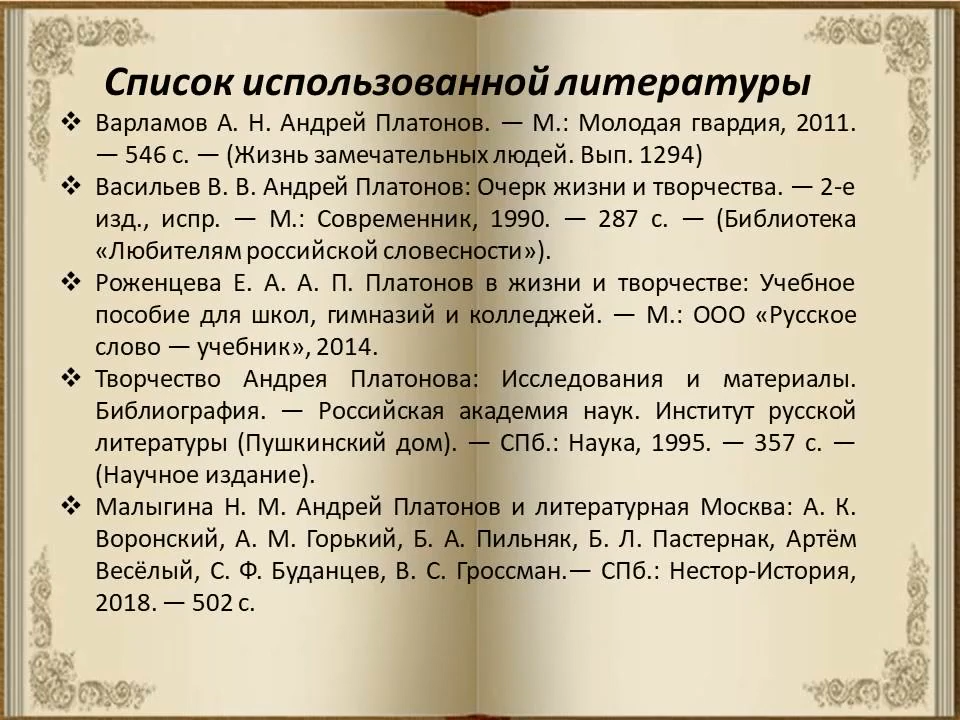 Список использованной литературы
❖ Варламов А. Н. Андрей Платонов. — М.: Молодая гвардия, 2011.
— 546 с. — (Жизнь замечательных людей. Вып. 1294)
❖ Васильев В. В. Андрей Платонов: Очерк жизни и творчества. — 2-е
изд., испр. — М.: Современник, 1990. — 287 с. — (Библиотека
«Любителям российской словесности»).
❖ Роженцева Е. А. А. П. Платонов в жизни и творчестве: Учебное
пособие для школ, гимназий и колледжей. — М.: ООО «Русское
слово — учебник», 2014.
❖ Творчество Андрея Платонова: Исследования и материалы.
Библиография. — Российская академия наук. Институт русской
литературы (Пушкинский дом). — СПб.: Наука, 1995. — 357 с. —
(Научное издание).
❖ Малыгина Н. М. Андрей Платонов и литературная Москва: А. К.
Воронский, А. М. Горький, Б. А. Пильняк, Б. Л. Пастернак, Артём
Весёлый, С. Ф. Буданцев, В. С. Гроссман.— СПб.: Нестор-История,
2018. — 502 с.